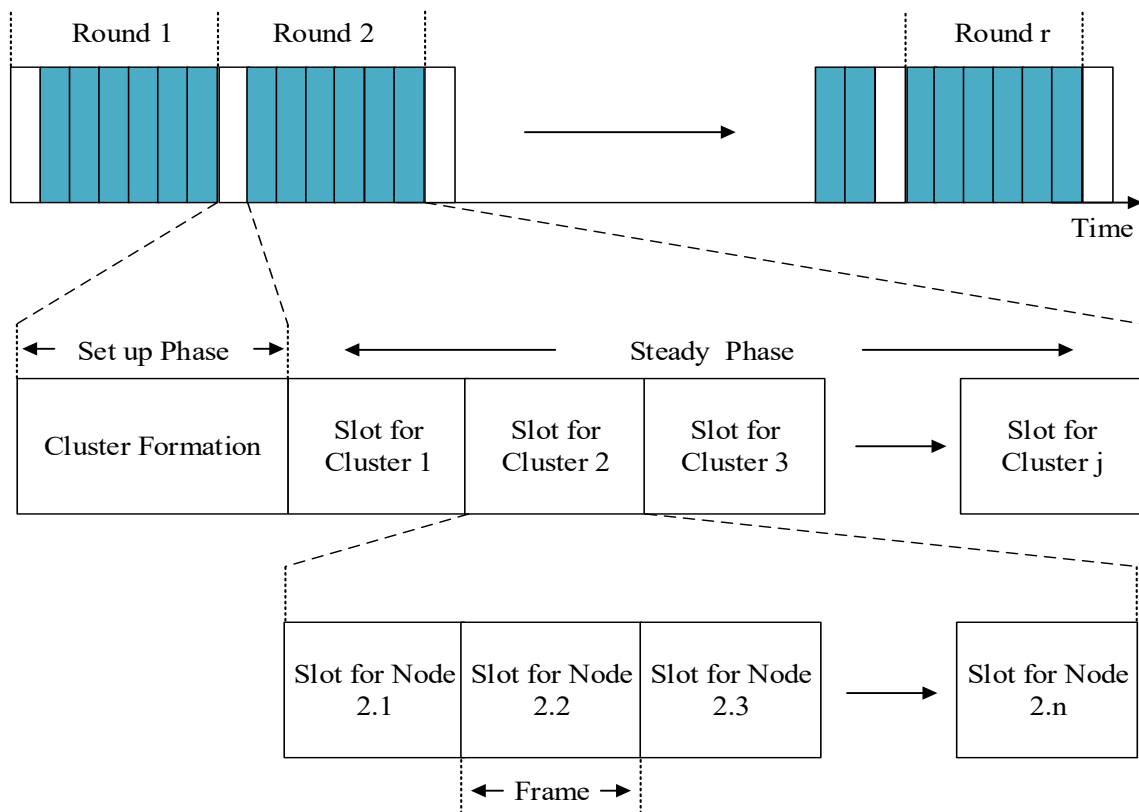 Round 1
Round 2
Round r
Time
Set up Phase
Steady Phase
Cluster Formation
Slot for
Cluster 1
Slot for
Cluster 2
Slot for
Cluster 3
Slot for
Cluster j
Slot for Node
2.1
Slot for Node
2.2
Slot for Node
2.3
Slot for Node
2.n
Frame